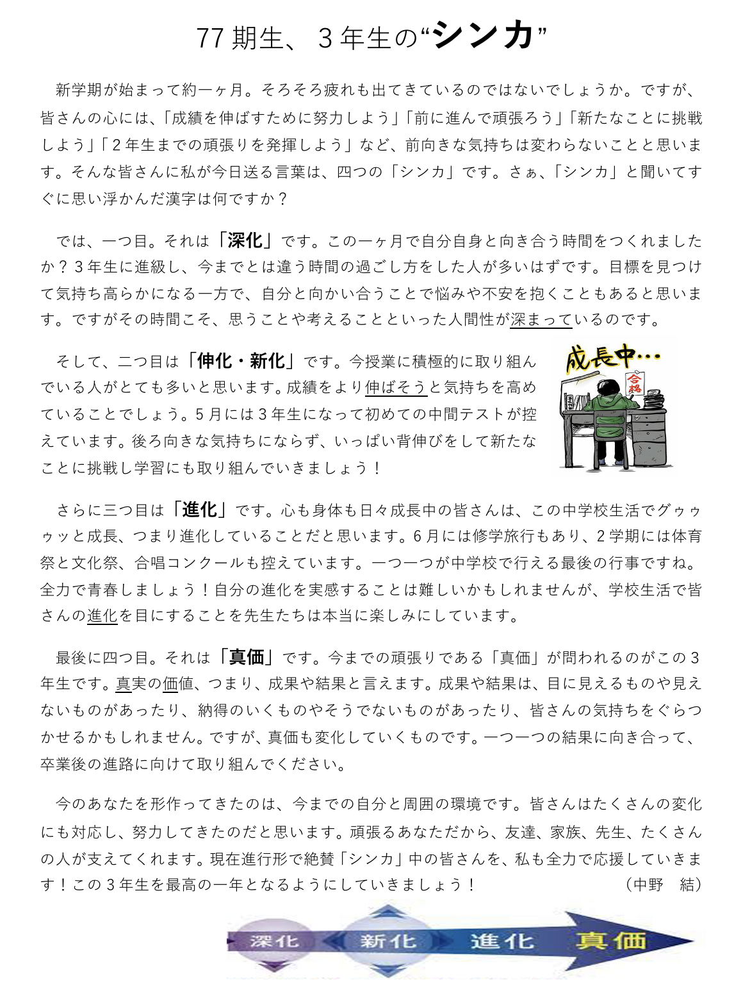 77期生、３年生の“シンカ”
新学期が始まって約一ヶ月。そろそろ疲れも出てきているのではないでしょうか。ですが、
皆さんの心には、「成績を伸ばすために努力しよう」「前に進んで頑張ろう」「新たなことに挑戦
しよう」「２年生までの頑張りを発揮しよう」など、前向きな気持ちは変わらないことと思いま
す。そんな皆さんに私が今日送る言葉は、四つの「シンカ」です。さぁ、「シンカ」と聞いてす
ぐに思い浮かんだ漢字は何ですか？
では、一つ目。それは「深化」です。この一ヶ月で自分自身と向き合う時間をつくれました
か？３年生に進級し、今までとは違う時間の過ごし方をした人が多いはずです。目標を見つけ
て気持ち高らかになる一方で、自分と向かい合うことで悩みや不安を抱くこともあると思いま
す。ですがその時間こそ、思うことや考えることといった人間性が深まっているのです。
そして、二つ目は「伸化・新化」です。今授業に積極的に取り組ん
でいる人がとても多いと思います。成績をより伸ばそうと気持ちを高め
ていることでしょう。5月には３年生になって初めての中間テストが控
えています。後ろ向きな気持ちにならず、いっぱい背伸びをして新たな
ことに挑戦し学習にも取り組んでいきましょう！
成長中…
合格
さらに三つ目は「進化」です。心も身体も日々成長中の皆さんは、この中学校生活でグゥゥ
ゥッと成長、つまり進化していることだと思います。6月には修学旅行もあり、2学期には体育
祭と文化祭、合唱コンクールも控えています。一つ一つが中学校で行える最後の行事ですね。
全力で青春しましょう！自分の進化を実感することは難しいかもしれませんが、学校生活で皆
さんの進化を目にすることを先生たちは本当に楽しみにしています。
最後に四つ目。それは「真価」です。今までの頑張りである「真価」が問われるのがこの３
年生です。真実の価値、つまり、成果や結果と言えます。成果や結果は、目に見えるものや見え
ないものがあったり、納得のいくものやそうでないものがあったり、皆さんの気持ちをぐらつ
かせるかもしれません。ですが、真価も変化していくものです。一つ一つの結果に向き合って、
卒業後の進路に向けて取り組んでください。
今のあなたを形作ってきたのは、今までの自分と周囲の環境です。皆さんはたくさんの変化
にも対応し、努力してきたのだと思います。頑張るあなただから、友達、家族、先生、たくさん
の人が支えてくれます。現在進行形で絶賛「シンカ」中の皆さんを、私も全力で応援していきま
す！この３年生を最高の一年となるようにしていきましょう！　（中野　結）
深化　新化　進化　真価